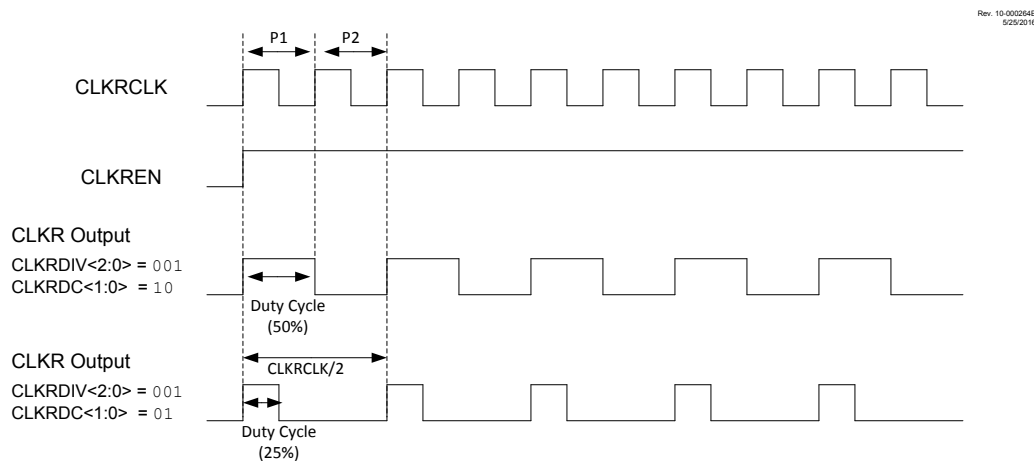 Rev. 10-000264E
5/25/2016
P1
P2
CLKRCLK
CLKREN
CLKR Output
CLKRDIV<2:0> = 001
CLKRDC<1:0> = 10
Duty Cycle
(50%)
CLKR Output
CLKRCLK/2
CLKRDIV<2:0> = 001
CLKRDC<1:0> = 01
Duty Cycle
(25%)